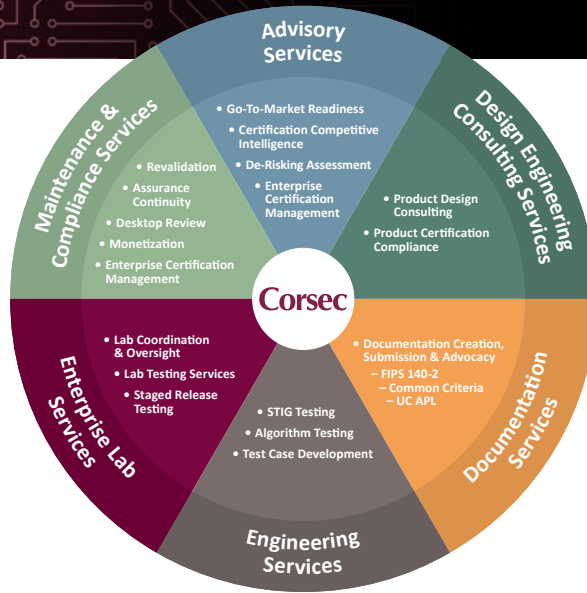 Advisory
Services
• Go-To-Market Readiness
• Certification Competitive
Intelligence
• De-Risking Assessment
• Enterprise
Certification
Management
Design Engineering
Consulting Services
• Product Design
Consulting
• Product Certification
Compliance
Documentation
Services
• Documentation Creation,
Submission & Advocacy
– FIPS 140-2
– Common Criteria
– UC APL
Engineering
Services
• STIG Testing
• Algorithm Testing
• Test Case Development
Enterprise Lab
Services
• Lab Coordination
& Oversight
• Lab Testing Services
• Staged Release
Testing
Maintenance &
Compliance Services
• Revalidation
• Assurance
Continuity
• Desktop Review
• Monetization
• Enterprise Certification
Management
Corsec